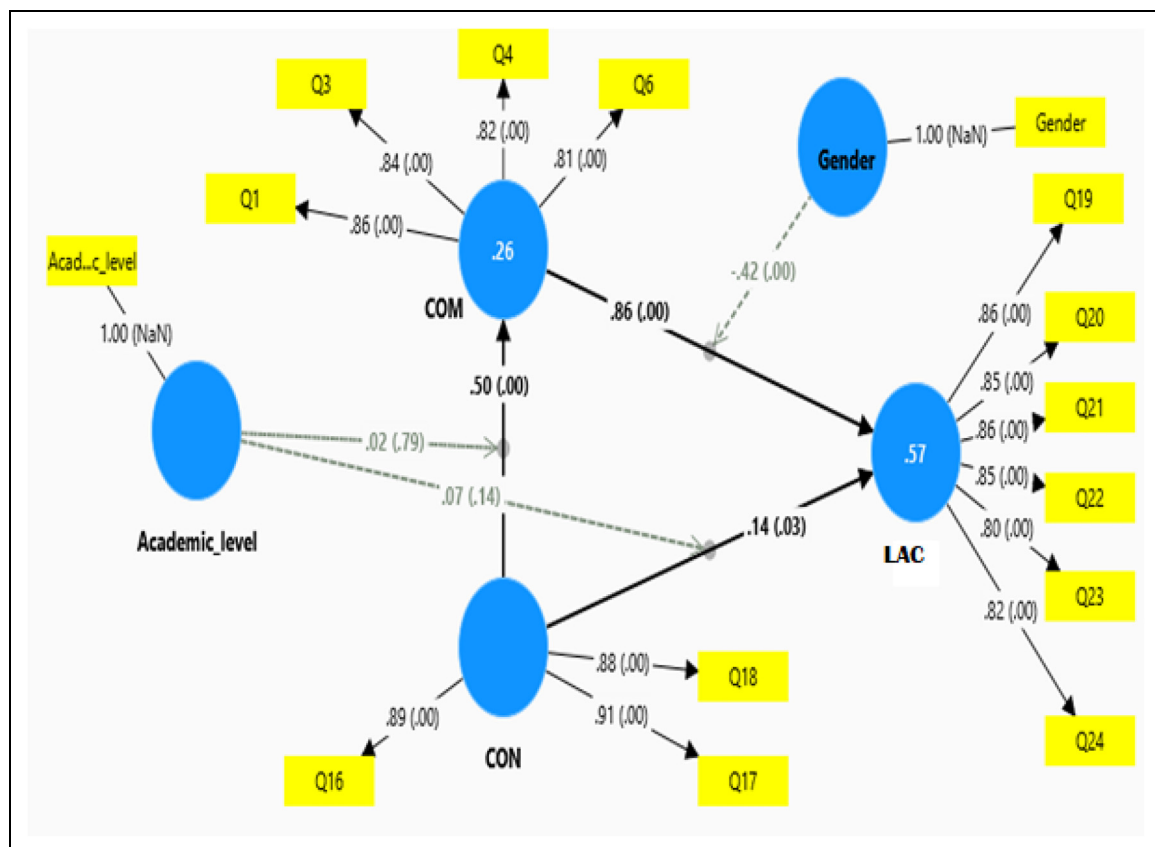 Q4
Q3
Q6
.82 (.00)
.84 (.00)
.81 (.00)
Gender
1.00 (NaN)
Gender
Q1
.86 (.00)
Q19
.26
Acad...c_level
-.42 (.00)
COM
.86 (.00)
.86 (.00)
Q20
1.00 (NaN)
.85 (.00)
.50 (.00)
Q21
.86 (.00)
.02 (.79)
.57
.85 (.00)
Q22
.07 (.14)
.14 (.03)
.80 (.00)
Academic_level
LAC
Q23
.82 (.00)
.88 (.00)
Q18
.89 (.00)
.91 (.00)
Q24
CON
Q16
Q17